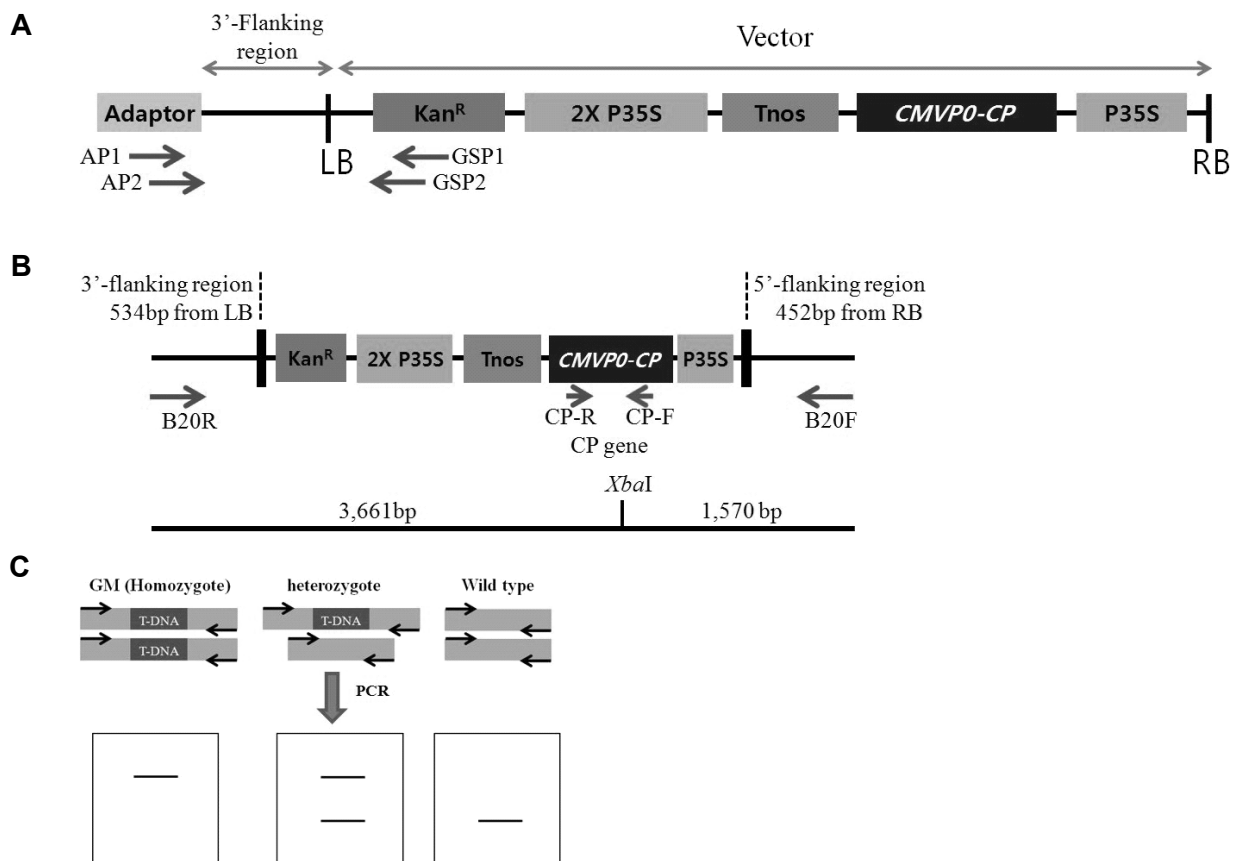 A
3’-Flanking
region
Vector
Adaptor
Kanᴿ
2X P35S
Tnos
CMVP0-CP
P35S
AP1
AP2
LB
GSP1
GSP2
RB
B
3’-flanking region
534bp from LB
5’-flanking region
452bp from RB
Kanᴿ
2X P35S
Tnos
CMVP0-CP
P35S
B20R
CP-R
CP-F
B20F
CP gene
XbaI
3,661bp
1,570 bp
C
GM (Homozygote)
heterozygote
Wild type
T-DNA
T-DNA
T-DNA
PCR